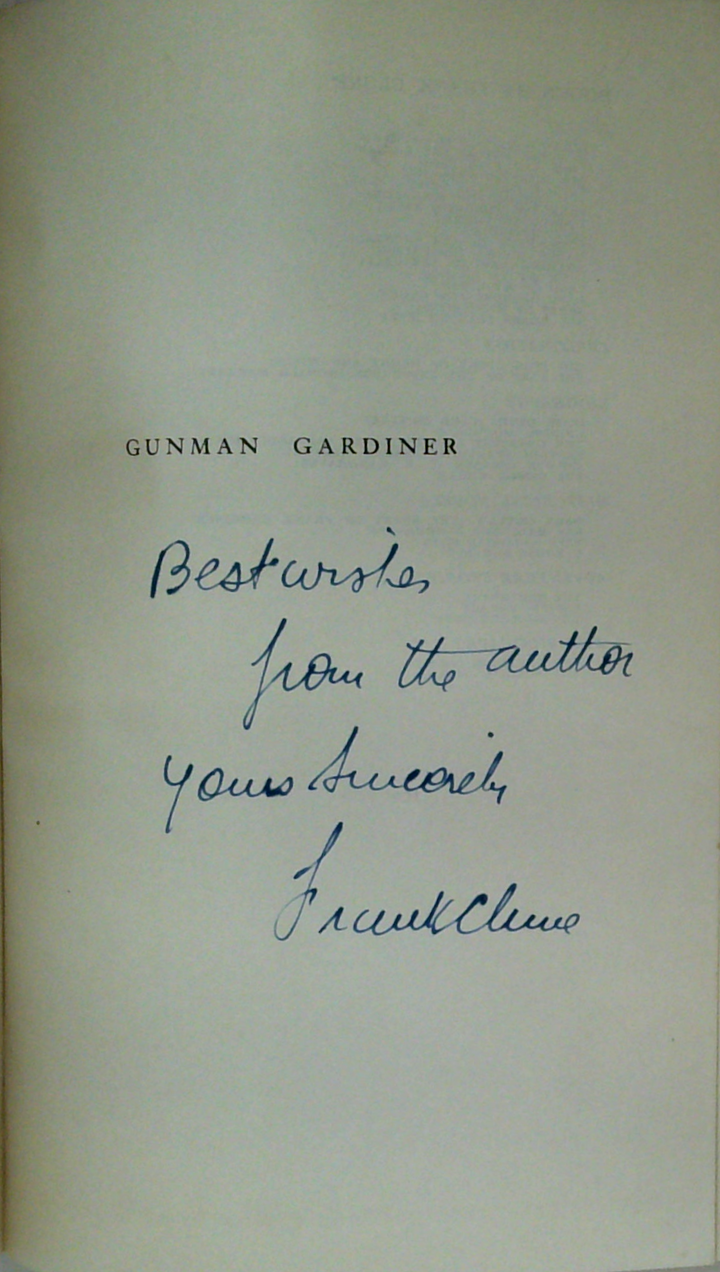 GUNMAN GARDINER
Best wishes
from the author
Yours Sincerely
Frank Clune